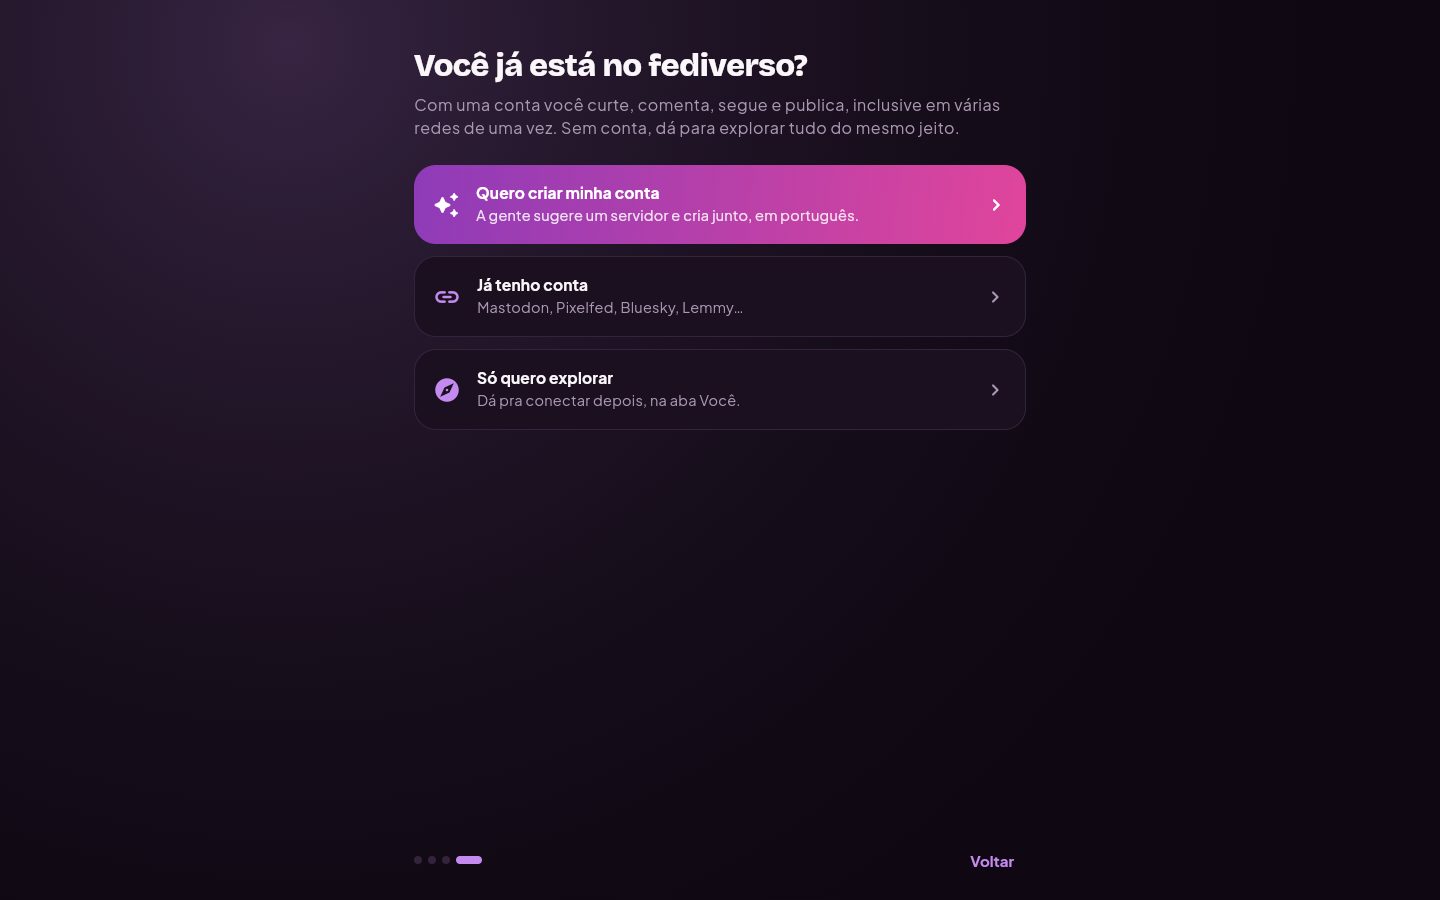 Você já está no fediverso?
Com uma conta você curte, comenta, segue e publica, inclusive em várias
redes de uma vez. Sem conta, dá para explorar tudo do mesmo jeito.
Quero criar minha conta
A gente sugere um servidor e cria junto, em português.
Já tenho conta
Mastodon, Pixelfed, Bluesky, Lemmy…
Só quero explorar
Dá pra conectar depois, na aba Você.
Voltar